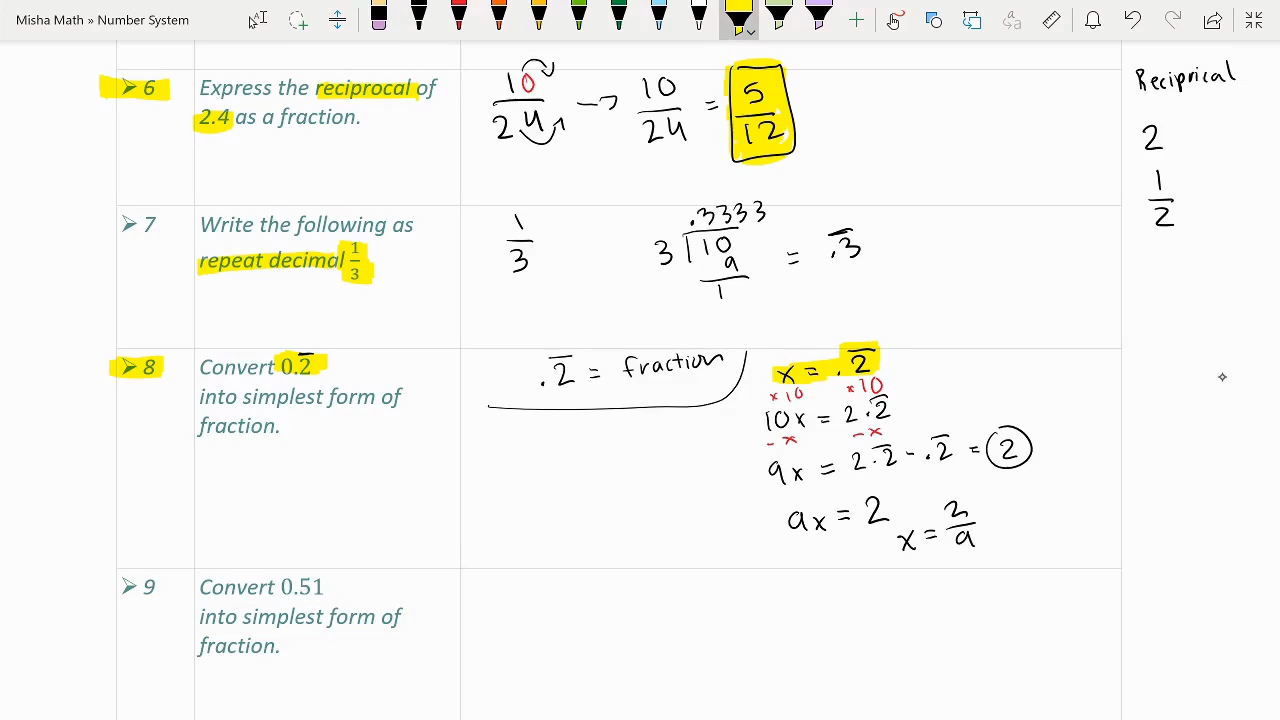 Misha Math » Number System
➢ 6
Express the reciprocal of
2.4 as a fraction.
10/24 → 10/24 = 5/12
Reciprical
2
1/2
➢ 7
Write the following as
repeat decimal 1/3
1/3
.3333
3 10 = .3̅
9
1
➢ 8
Convert 0.2̅
into simplest form of
fraction.
.2̅ = fraction
x = .2̅
×10 ×10
10x = 2.2̅
-x -x
9x = 2.2̅ - .2̅ = 2
9x = 2
x = 2/9
➢ 9
Convert 0.51
into simplest form of
fraction.